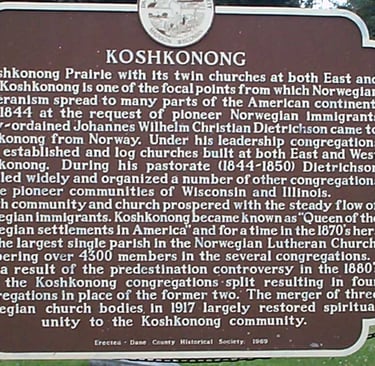 KOSHKONONG
shkonong Prairie with its twin churches at both East and
Koshkonong is one of the focal points from which Norwegian
eranism spread to many parts of the American continent
1844 at the request of pioneer Norwegian immigrants
y-ordained Johannes Wilhelm Christian Dietrichson came to
konong from Norway. Under his leadership congregations
established and log churches built at both East and West
konong. During his pastorate (1844-1850) Dietrichson
led widely and organized a number of other congregations
e pioneer communities of Wisconsin and Illinois.
h community and church prospered with the steady flow of
egian immigrants. Koshkonong became known as "Queen of the
egian settlements in America" and for a time in the 1870's her
he largest single parish in the Norwegian Lutheran Church
bering over 4300 members in the several congregations.
a result of the predestination controversy in the 1880's
the Koshkonong congregations split resulting in four
regations in place of the former two. The merger of three
egian church bodies in 1917 largely restored spiritual
unity to the Koshkonong community.
Erected - Dane County Historical Society: 1969